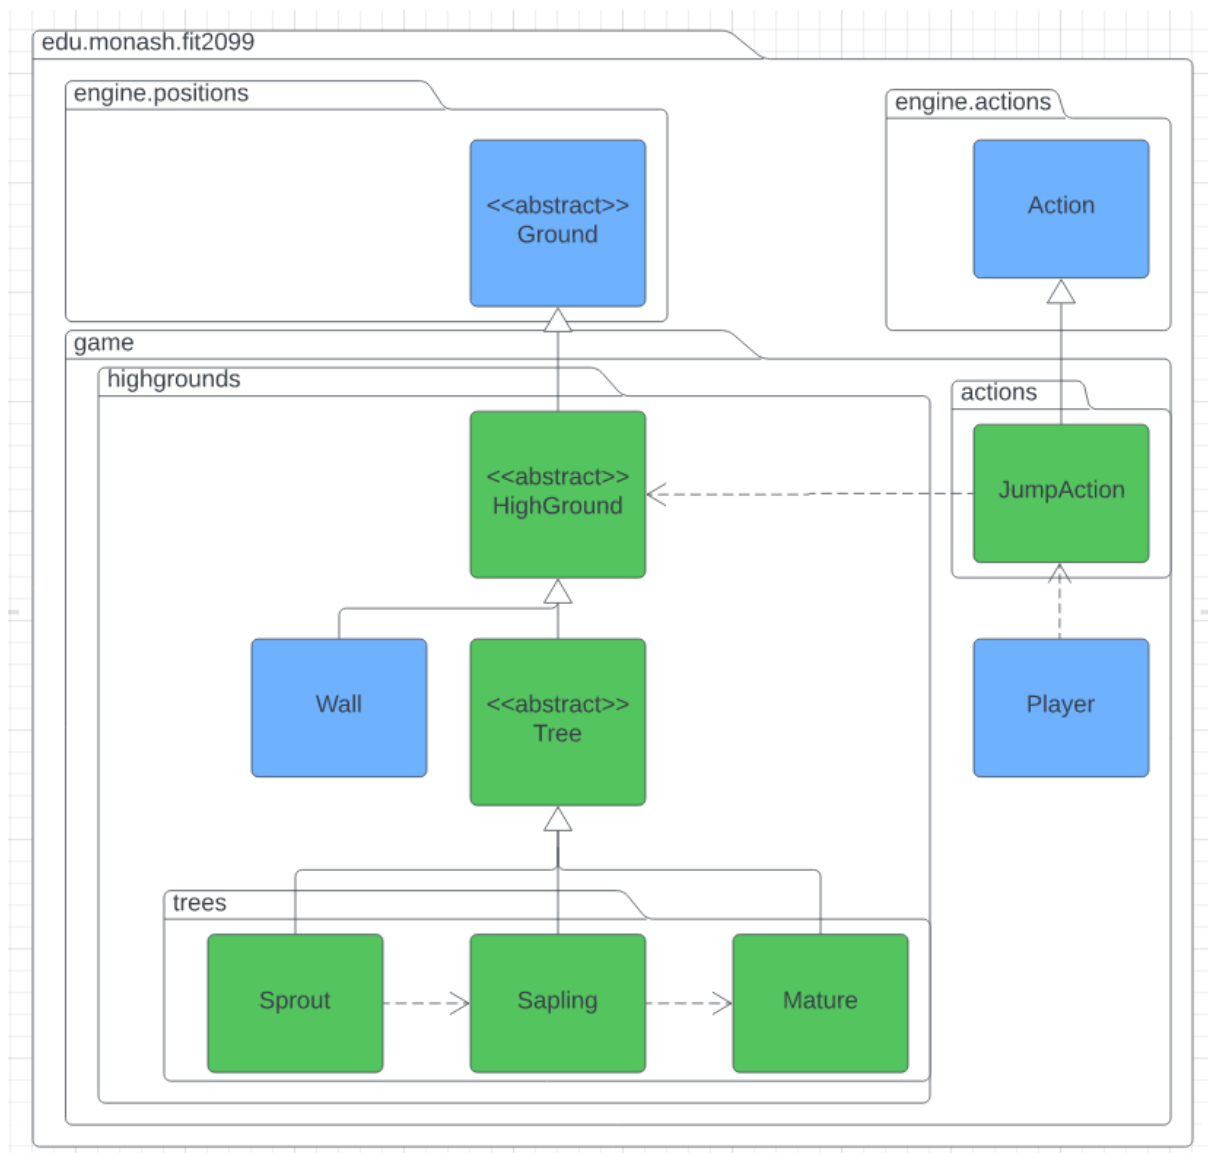 edu.monash.fit2099
engine.positions
engine.actions
<<abstract>>
Ground
Action
game
highgrounds
actions
<<abstract>>
HighGround
JumpAction
Wall
<<abstract>>
Tree
Player
trees
Sprout
Sapling
Mature